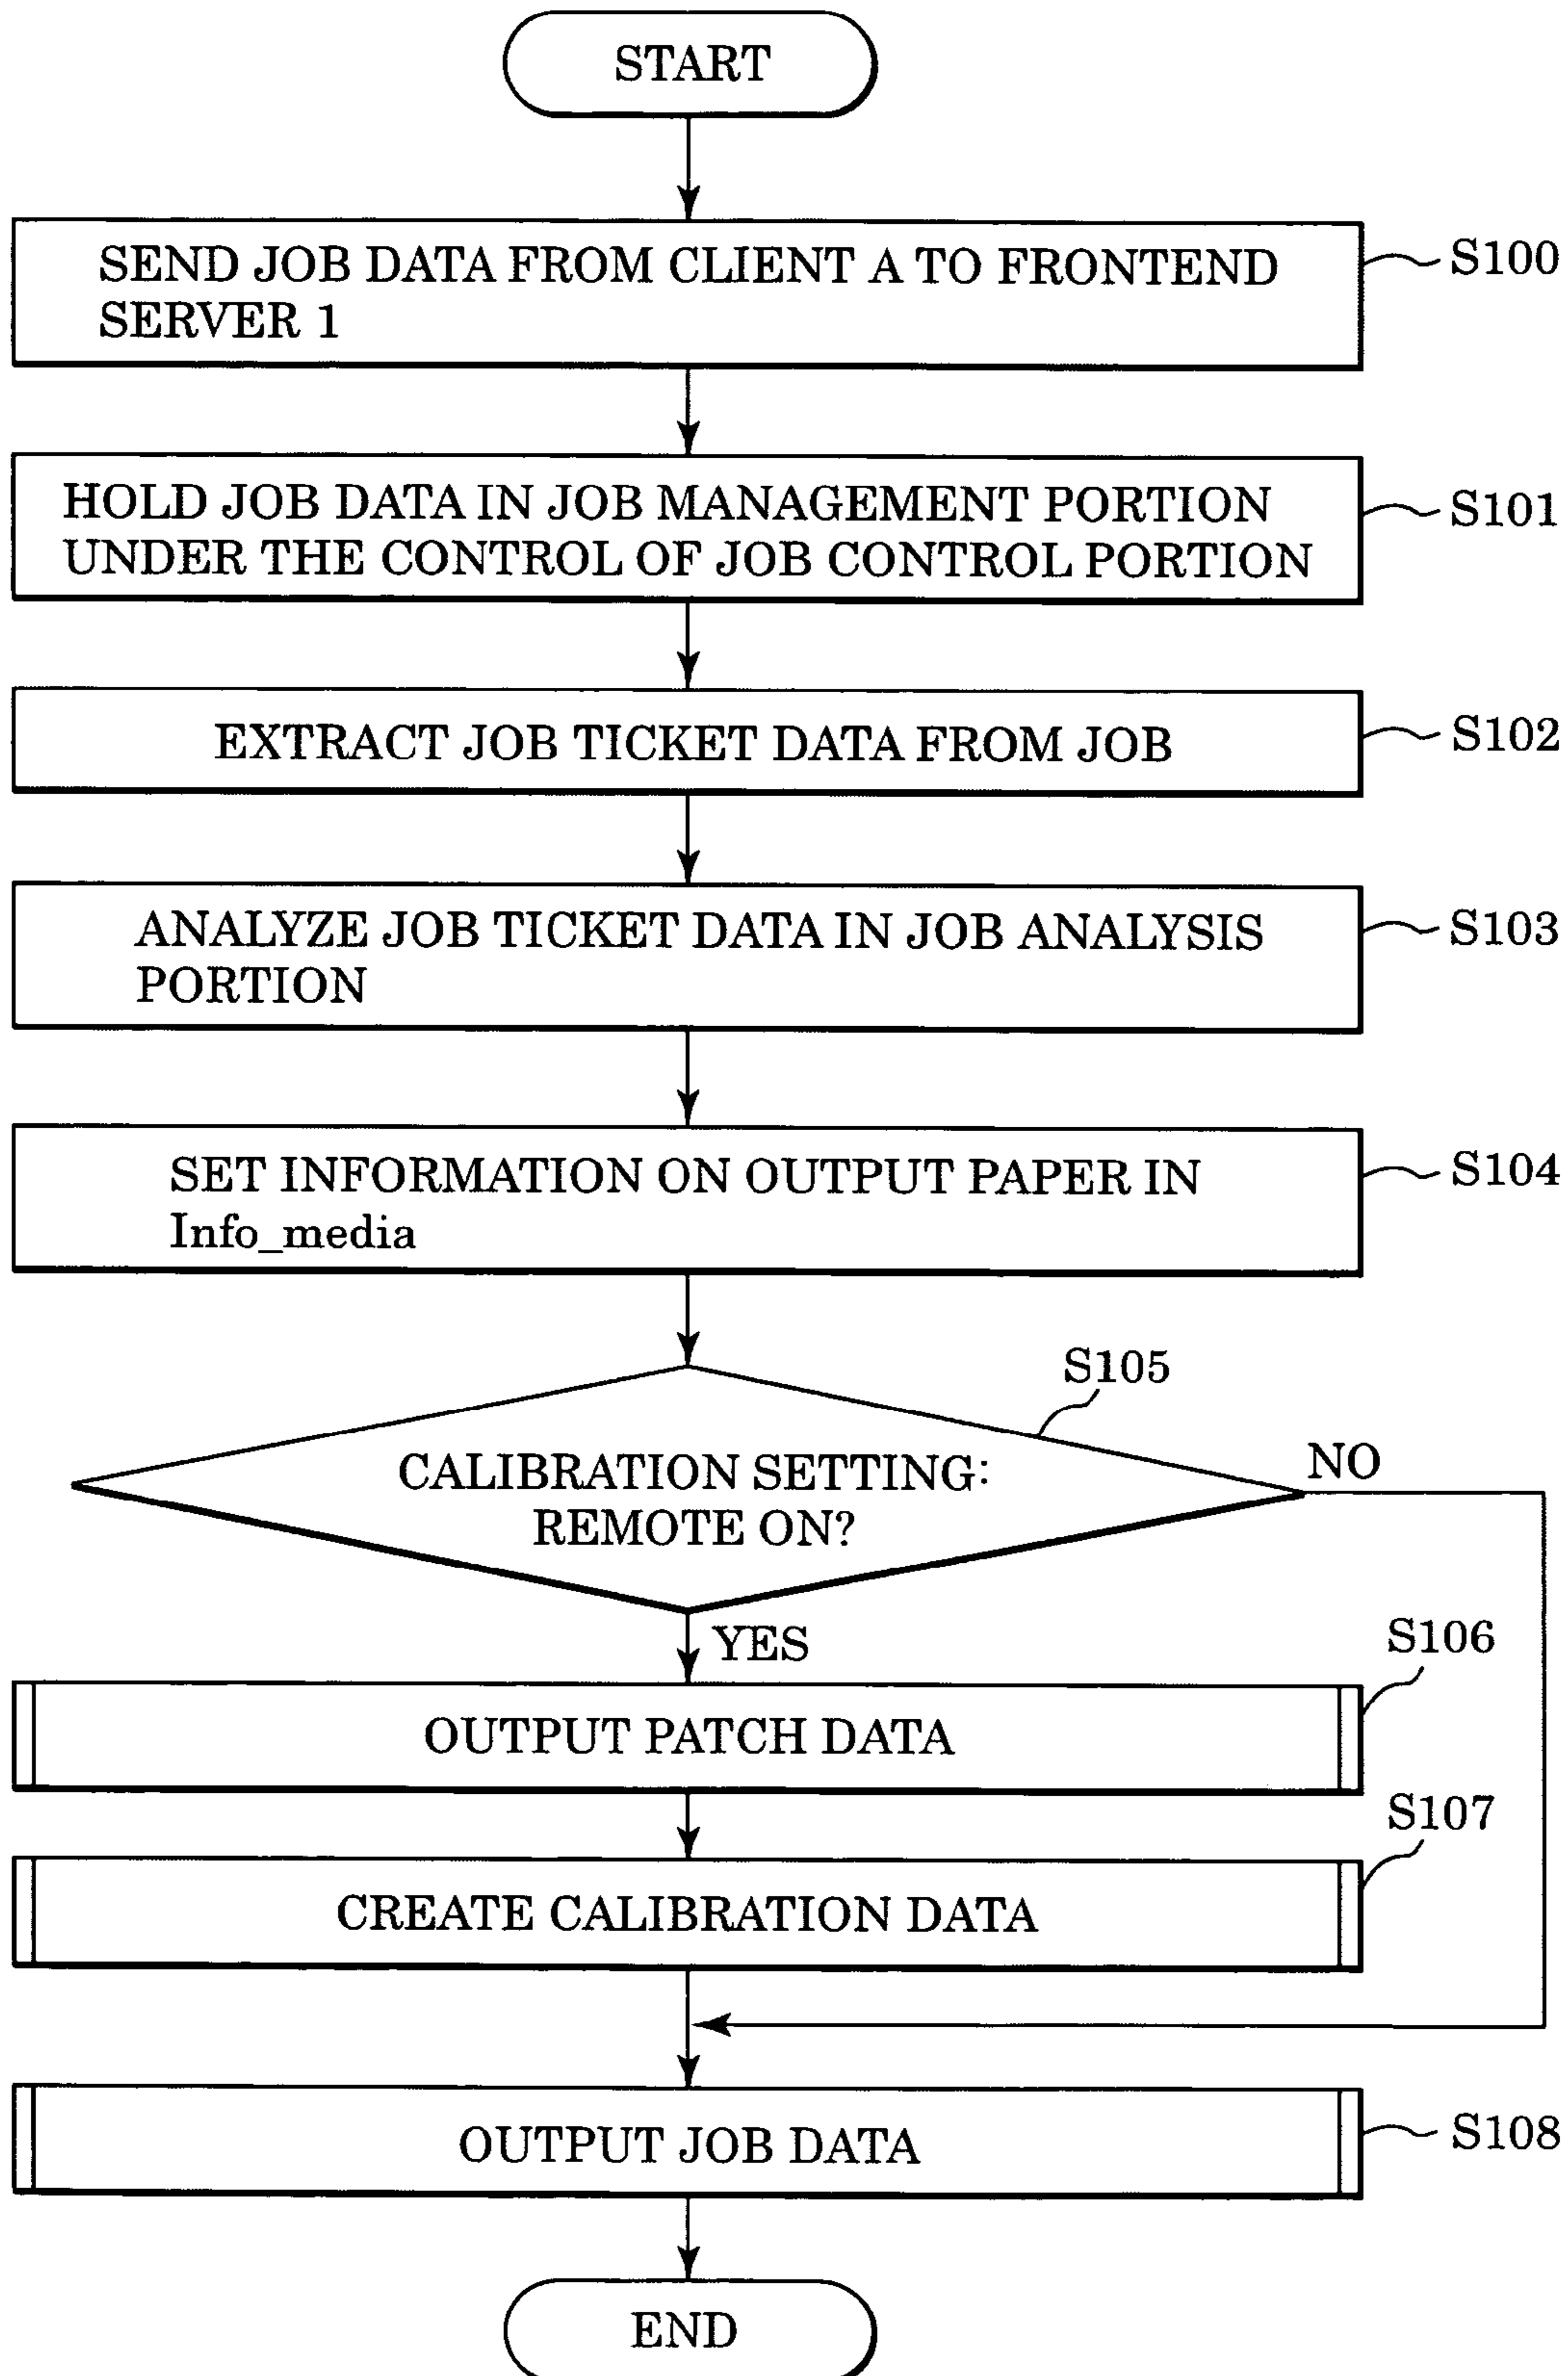 START
SEND JOB DATA FROM CLIENT A TO FRONTEND
SERVER 1
S100
HOLD JOB DATA IN JOB MANAGEMENT PORTION
UNDER THE CONTROL OF JOB CONTROL PORTION
S101
EXTRACT JOB TICKET DATA FROM JOB
S102
ANALYZE JOB TICKET DATA IN JOB ANALYSIS
PORTION
S103
SET INFORMATION ON OUTPUT PAPER IN
Info_media
S104
S105
CALIBRATION SETTING:
REMOTE ON?
NO
YES
S106
OUTPUT PATCH DATA
S107
CREATE CALIBRATION DATA
OUTPUT JOB DATA
S108
END